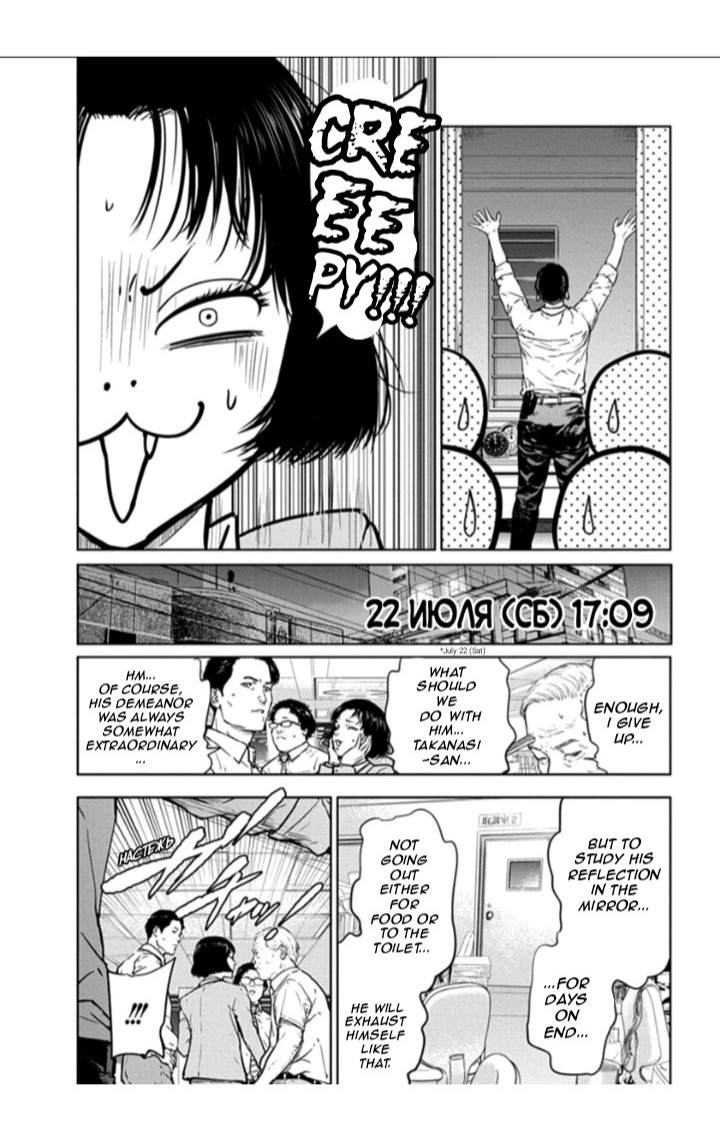 CRE
EE
PY!!!!
22 ИЮЛЯ (СБ) 17:09
*July 22 (Sat)
ENOUGH,
I GIVE
UP...
WHAT
SHOULD
WE
DO WITH
HIM...
TAKANASI
-SAN...
HM...
OF COURSE,
HIS DEMEANOR
WAS ALWAYS
SOMEWHAT
EXTRAORDINARY
...
BUT TO
STUDY HIS
REFLECTION
IN THE
MIRROR...
...FOR
DAYS
ON
END...
NOT
GOING
OUT
EITHER
FOR
FOOD OR
TO THE
TOILET...
HE WILL
EXHAUST
HIMSELF
LIKE
THAT.
НАСТЕЖЬ
!!!